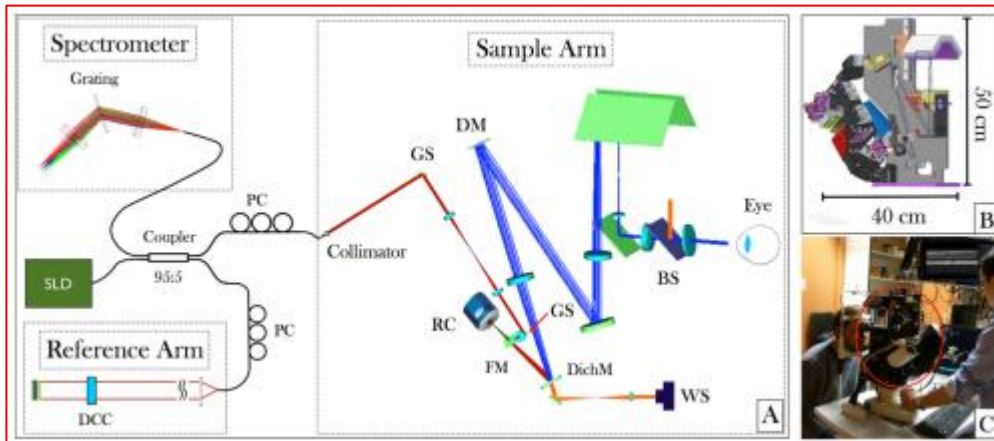 Spectrometer
Grating
Sample Arm
DM
GS
PC
Eye
Collimator
Coupler
95:5
SLD
BS
RC
GS
PC
FM
DichM
WS
Reference Arm
DCC
A
50 cm
40 cm
B
C